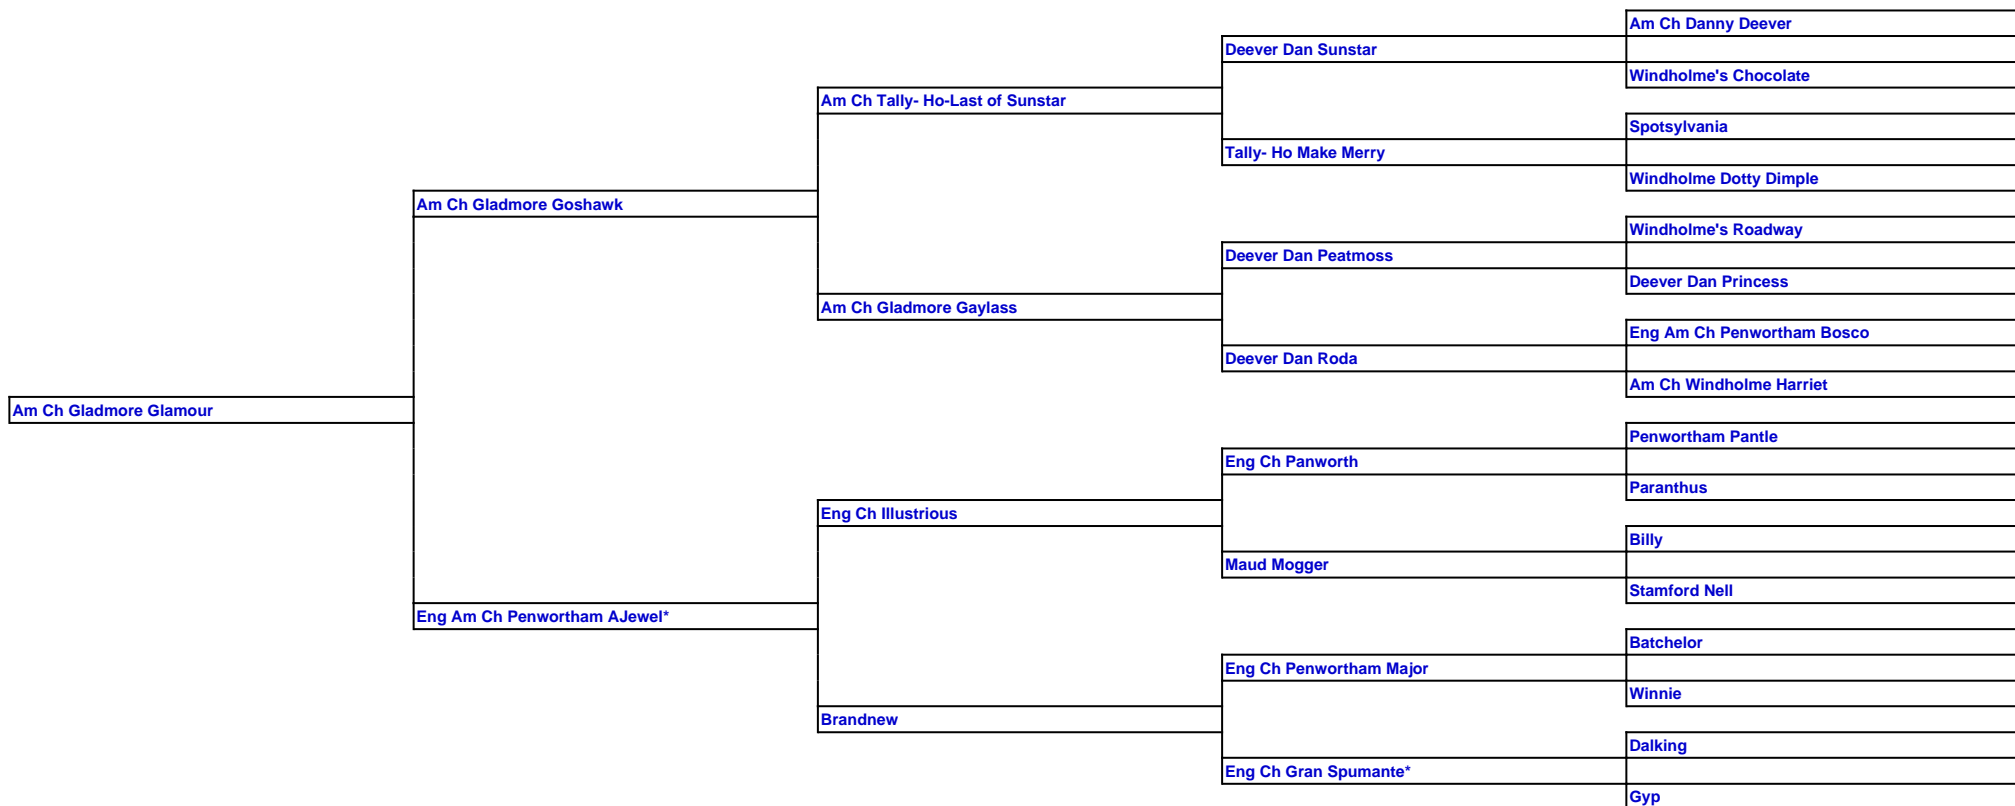 Am Ch Danny Deever
Deever Dan Sunstar
Windholme's Chocolate
Am Ch Tally- Ho-Last of Sunstar
Spotsylvania
Tally- Ho Make Merry
Windholme Dotty Dimple
Am Ch Gladmore Goshawk
Windholme's Roadway
Deever Dan Peatmoss
Deever Dan Princess
Am Ch Gladmore Gaylass
Eng Am Ch Penwortham Bosco
Deever Dan Roda
Am Ch Windholme Harriet
Am Ch Gladmore Glamour
Penwortham Pantle
Eng Ch Panworth
Paranthus
Eng Ch Illustrious
Billy
Maud Mogger
Stamford Nell
Eng Am Ch Penwortham AJewel*
Batchelor
Eng Ch Penwortham Major
Winnie
Brandnew
Dalking
Eng Ch Gran Spumante*
Gyp